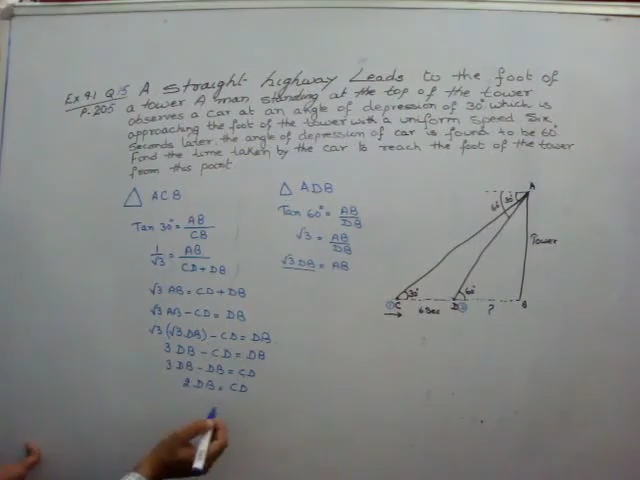 Ex 9.1 Q.15 A straight highway Leads to the foot of
P. 205 a tower A man standing at the top of the tower
observes a car at an angle of depression of 30° which is
approaching the foot of the tower with a uniform speed Six
seconds later, the angle of depression of car is found to be 60°
Find the time taken by the car to reach the foot of the tower
from this point
△ ACB
Tan 30° = AB/CB
1/√3 = AB/CD+DB
√3 AB = CD + DB
√3 AB - CD = DB
√3 (√3 DB) - CD = DB
3 DB - CD = DB
3 DB - DB = CD
2 DB = CD
△ ADB
Tan 60° = AB/DB
√3 = AB/DB
√3 DB = AB
A
60° 30°
Tower
30° 60°
① C D ② B
6 Sec ?